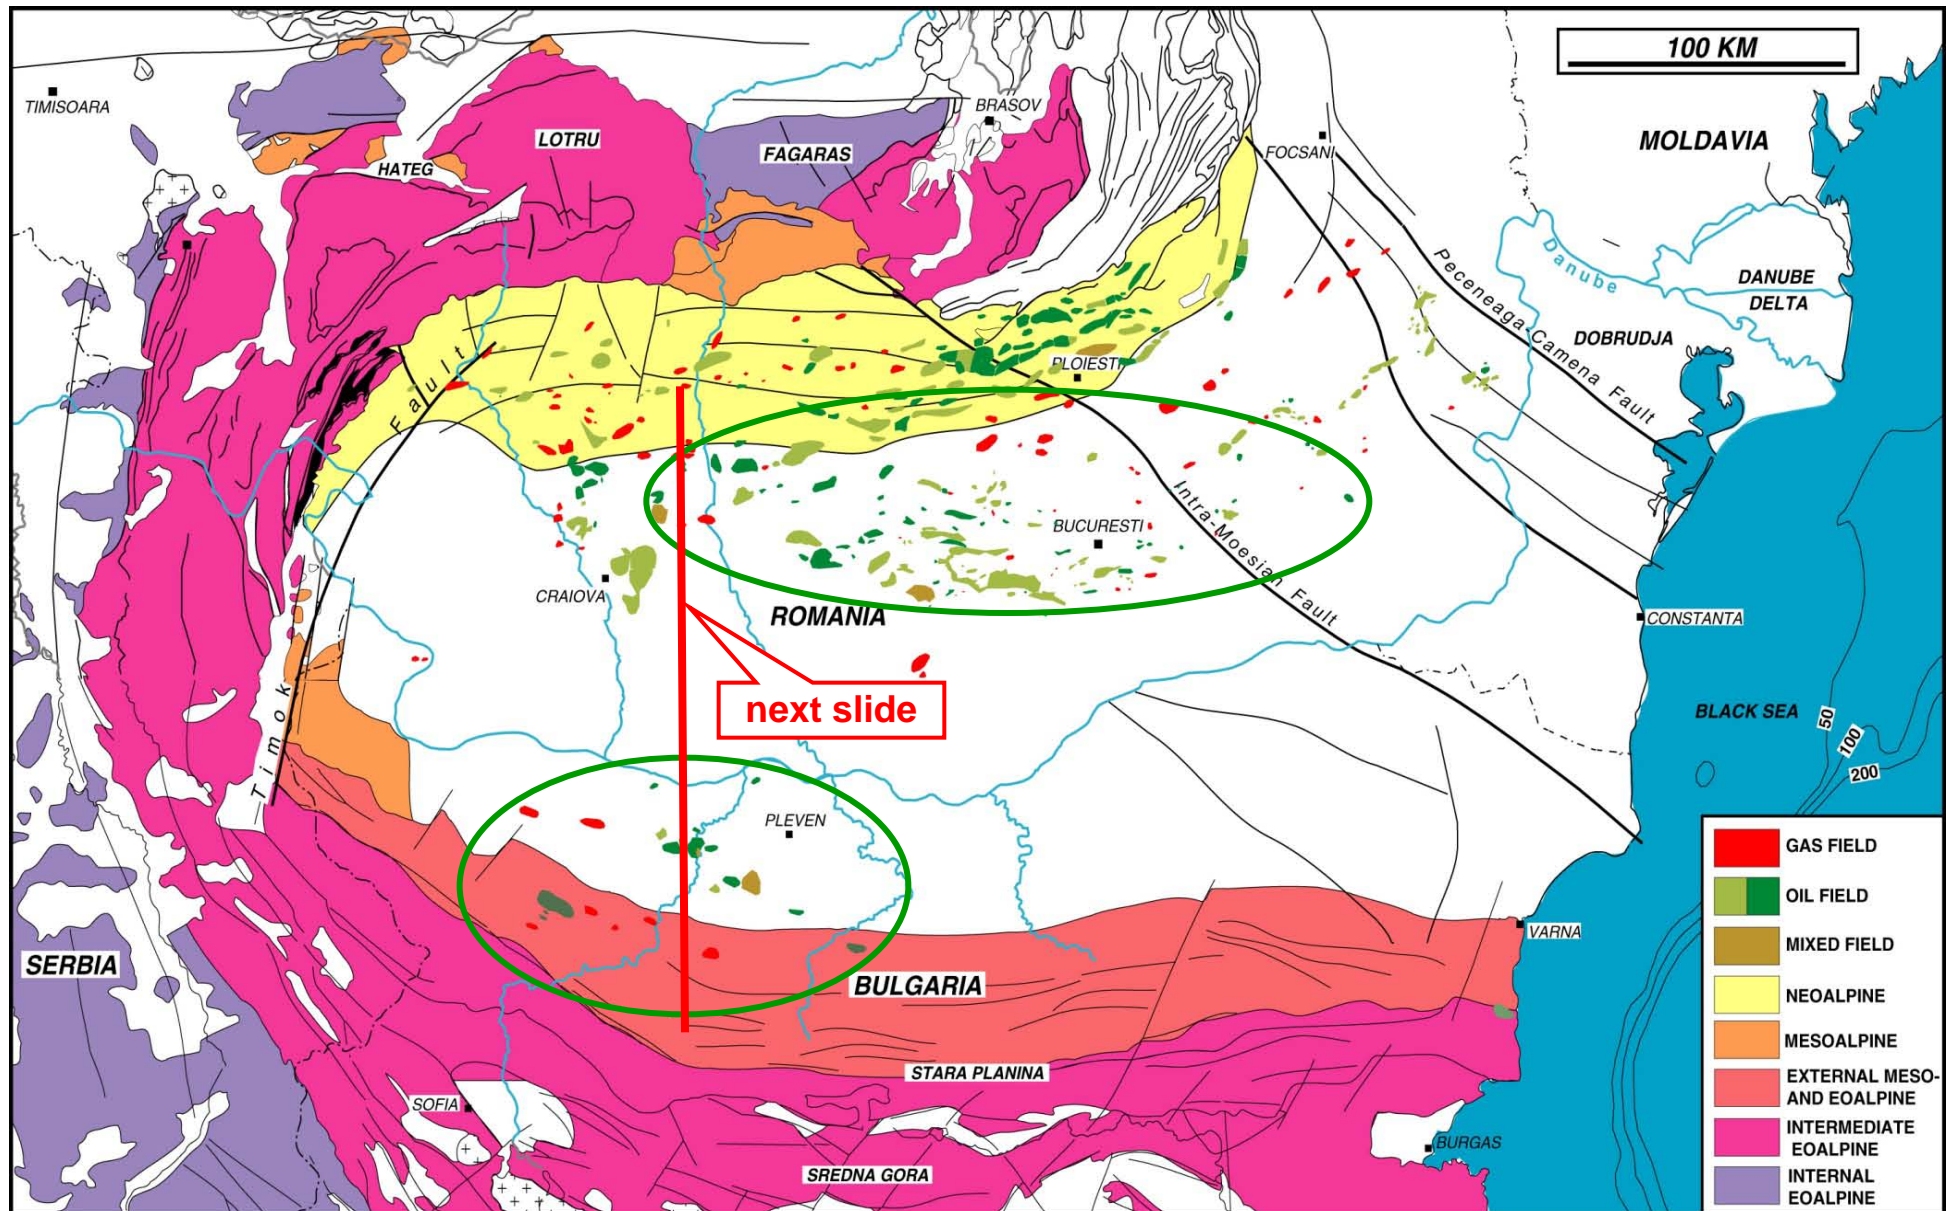 100 KM
TIMISOARA
BRASOV
LOTRU
FAGARAS
HATEG
FOCSANI
MOLDAVIA
Danube
DANUBE
DELTA
Peceneaga-Camena Fault
DOBRUDJA
PLOIESTI
Timok Fault
Intra-Moesian Fault
BUCURESTI
CRAIOVA
ROMANIA
CONSTANTA
next slide
BLACK SEA
50
100
200
PLEVEN
VARNA
SERBIA
BULGARIA
STARA PLANINA
SOFIA
BURGAS
SREDNA GORA
GAS FIELD
OIL FIELD
MIXED FIELD
NEOALPINE
MESOALPINE
EXTERNAL MESO-
AND EOALPINE
INTERMEDIATE
EOALPINE
INTERNAL
EOALPINE